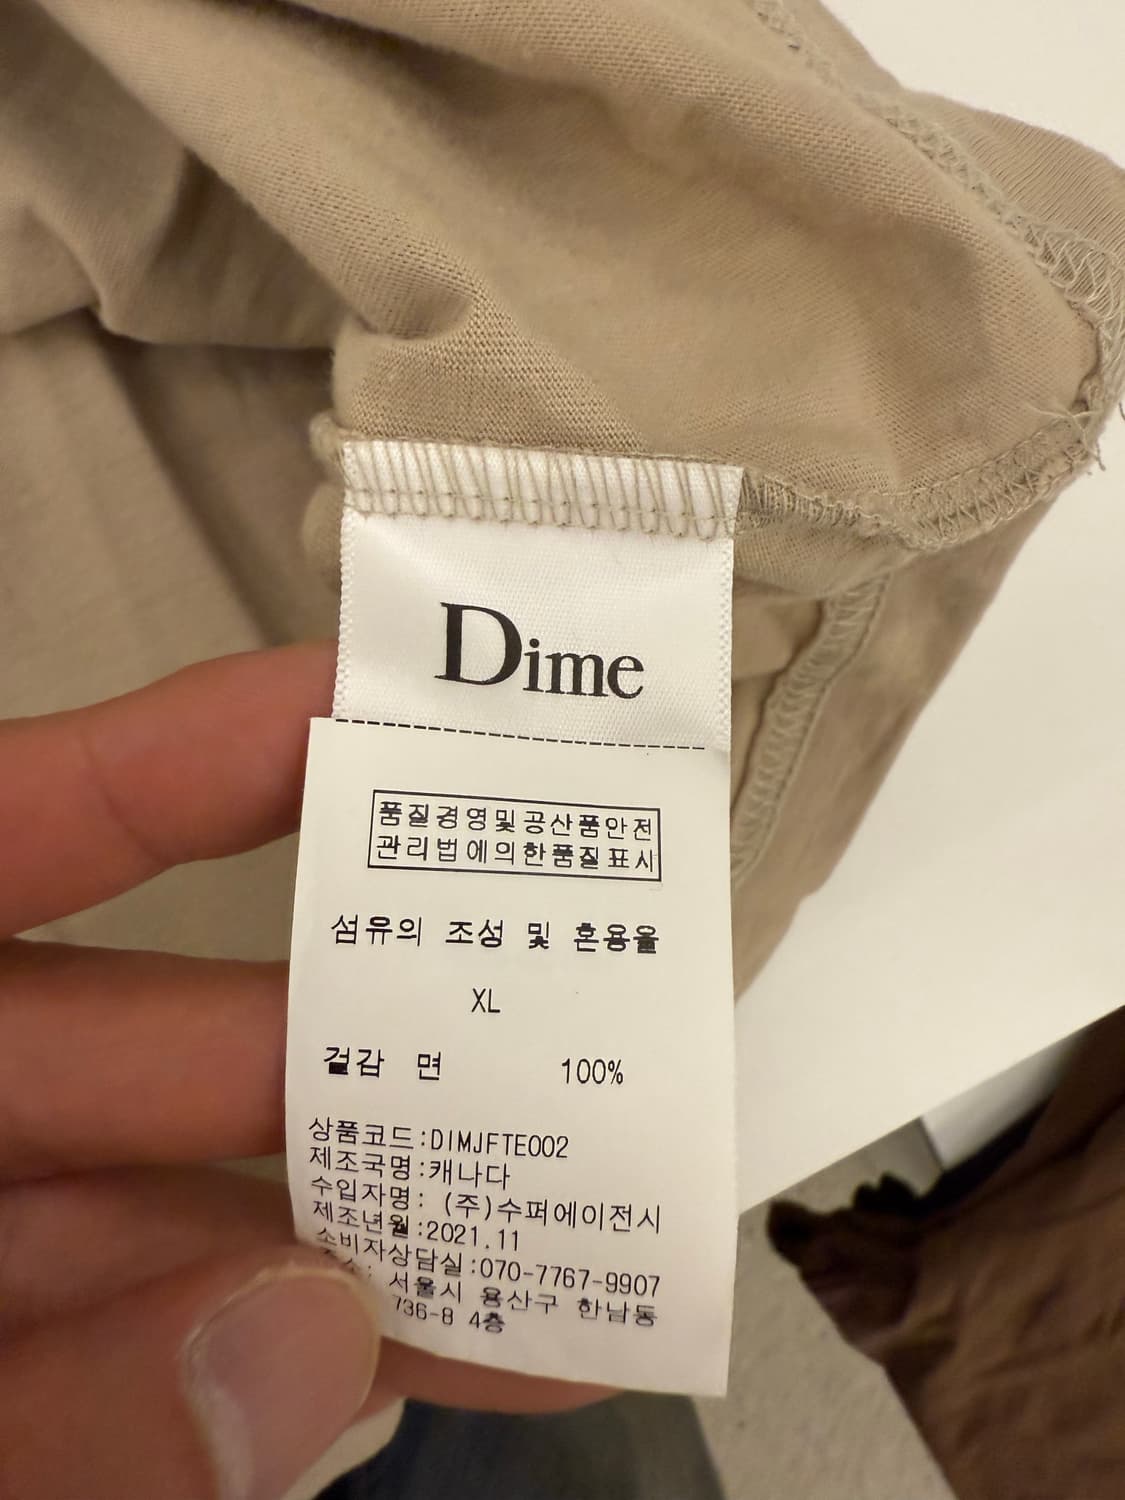 Dime
품질경영및공산품안전
관리법에의한품질표시
섬유의 조성 및 혼용율
XL
겉감 면 100%
상품코드:DIMJFTE002
제조국명:캐나다
수입자명: (주)수퍼에이전시
제조년월:2021.11
소비자상담실:070-7767-9907
서울시 용산구 한남동
736-8 4층